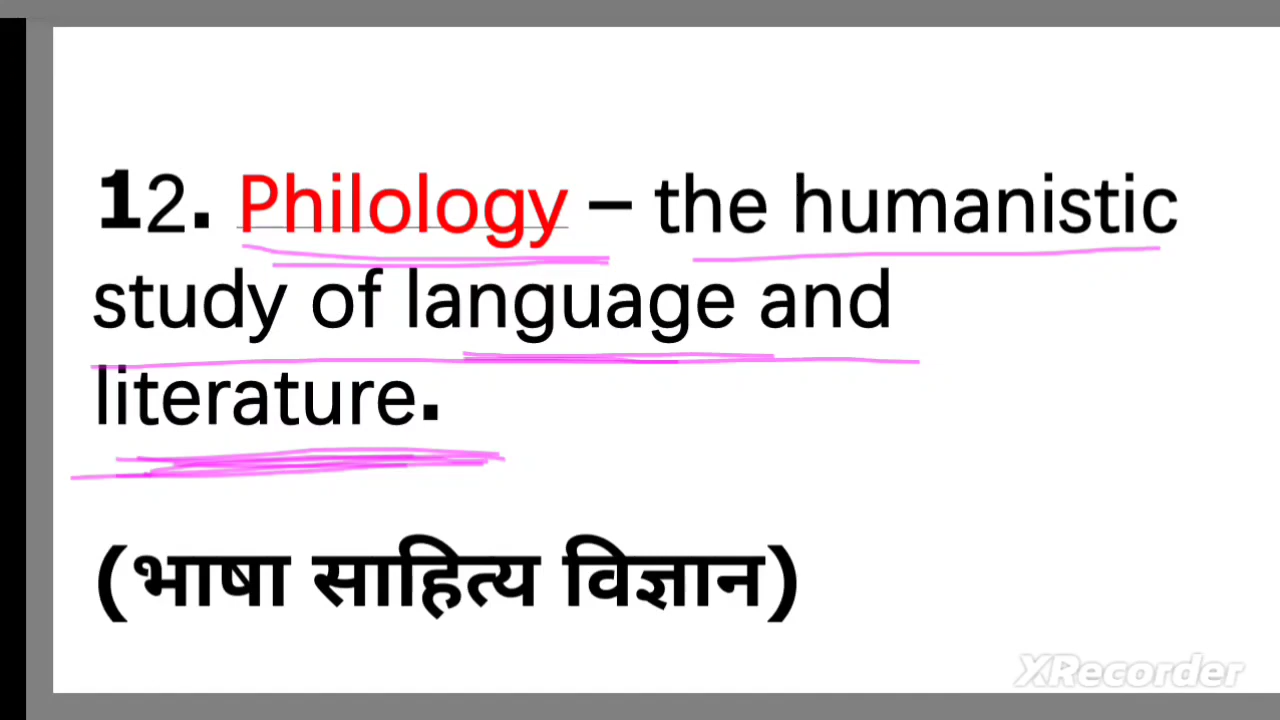 12. Philology – the humanistic
study of language and
literature.
(भाषा साहित्य विज्ञान)
XRecorder